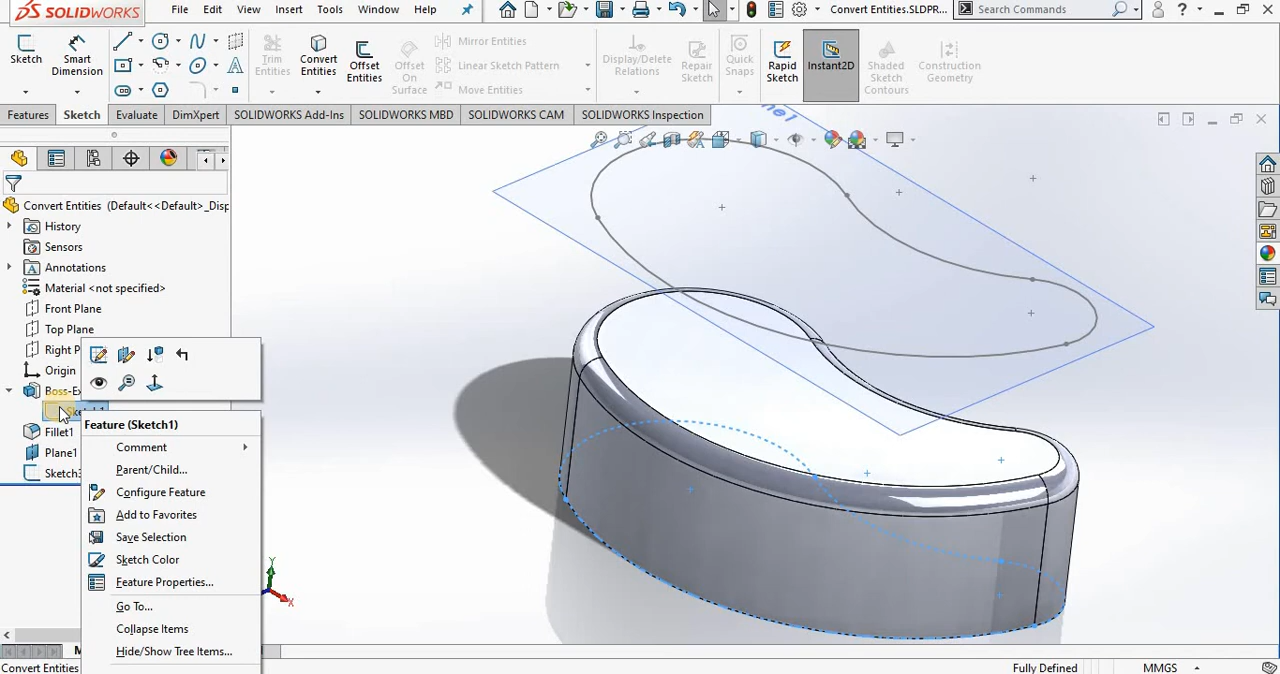 SOLIDWORKS
File Edit View Insert Tools Window Help
Convert Entities.SLDPR...
Search Commands
?
Sketch
Smart Dimension
Trim Entities
Convert Entities
Offset Entities
Offset On Surface
Mirror Entities
Linear Sketch Pattern
Move Entities
Display/Delete Relations
Repair Sketch
Quick Snaps
Rapid Sketch
Instant2D
Shaded Sketch Contours
Construction Geometry
Features Sketch Evaluate DimXpert SOLIDWORKS Add-Ins SOLIDWORKS MBD SOLIDWORKS CAM SOLIDWORKS Inspection
Convert Entities (Default<<Default>_Disp
History
Sensors
Annotations
Material <not specified>
Front Plane
Top Plane
Right P
Origin
Boss-Ex
Fillet1
Plane1
Sketch3
Feature (Sketch1)
Comment
Parent/Child...
Configure Feature
Add to Favorites
Save Selection
Sketch Color
Feature Properties...
Go To...
Collapse Items
Hide/Show Tree Items...
Y
X
Convert Entities
Fully Defined
MMGS